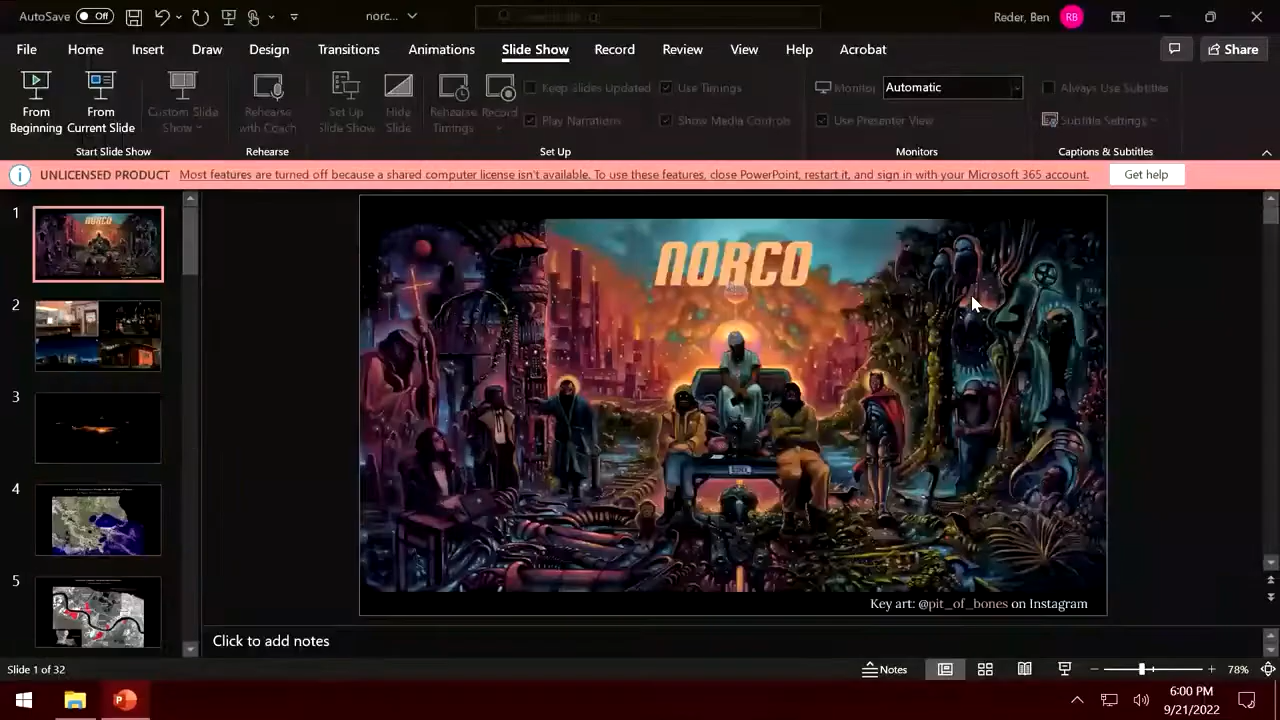 AutoSave Off norc... Reder, Ben RB
File Home Insert Draw Design Transitions Animations Slide Show Record Review View Help Acrobat Share
From Beginning
From Current Slide
Custom Slide Show
Rehearse with Coach
Set Up Slide Show
Hide Slide
Rehearse Timings
Record
Keep Slides Updated
Play Narrations
Use Timings
Show Media Controls
Monitor Automatic
Use Presenter View
Always Use Subtitles
Subtitle Settings
Start Slide Show Rehearse Set Up Monitors Captions & Subtitles
UNLICENSED PRODUCT Most features are turned off because a shared computer license isn't available. To use these features, close PowerPoint, restart it, and sign in with your Microsoft 365 account. Get help
1
NORCO
2
3
4
5
NORCO
Key art: @pit_of_bones on Instagram
Click to add notes
Slide 1 of 32 Notes 78%
6:00 PM
9/21/2022